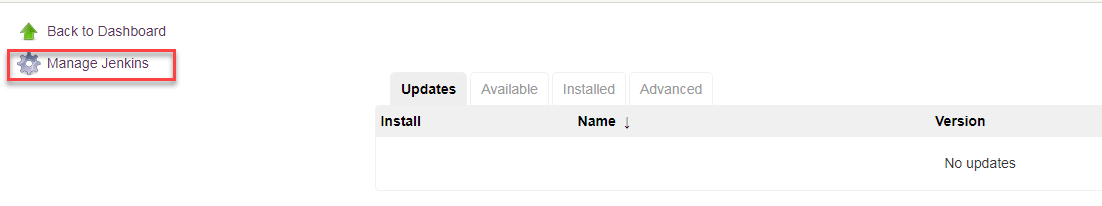 Back to Dashboard
Manage Jenkins
Updates Available Installed Advanced
Install Name ↓ Version
No updates